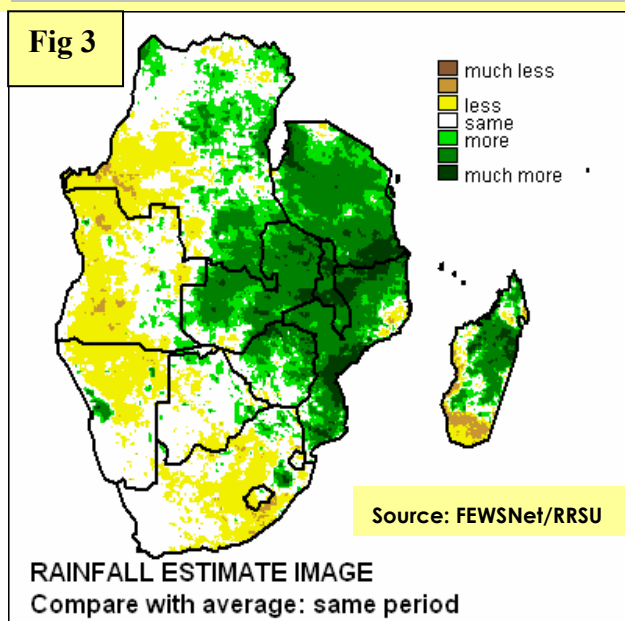 Fig 3
much less
less
same
more
much more
Source: FEWSNet/RRSU
RAINFALL ESTIMATE IMAGE
Compare with average: same period